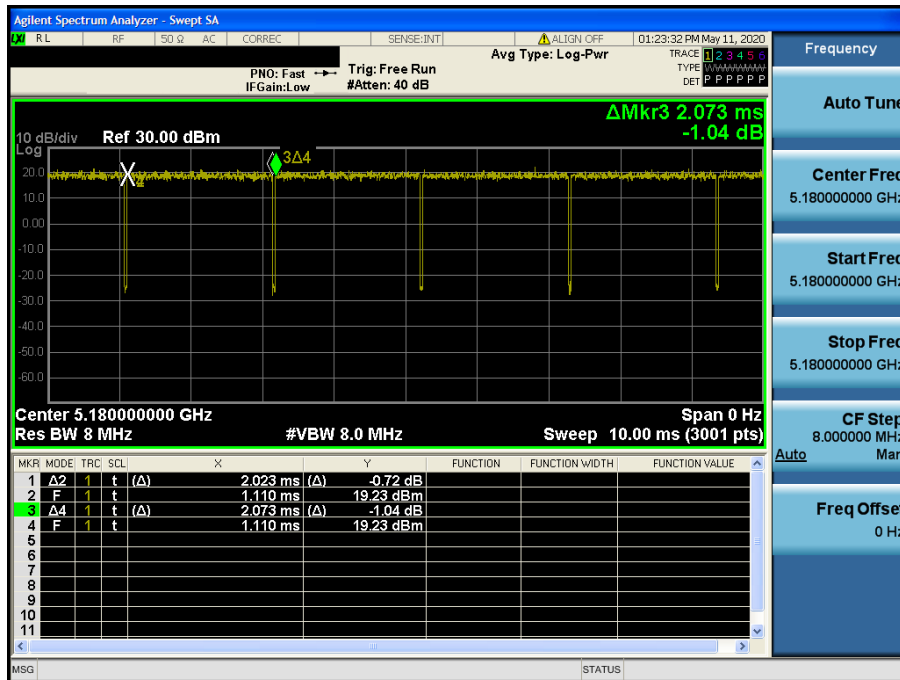 Agilent Spectrum Analyzer - Swept SA
LXI RL RF 50 Ω AC CORREC SENSE:INT ALIGN OFF 01:23:32 PM May 11, 2020
Avg Type: Log-Pwr TRACE 1 2 3 4 5 6
PNO: Fast Trig: Free Run TYPE WWWWWW
IFGain:Low #Atten: 40 dB DET P P P P P P
Frequency
Auto Tune
Center Freq
5.180000000 GHz
Start Freq
5.180000000 GHz
Stop Freq
5.180000000 GHz
CF Step
8.000000 MHz
Auto Man
Freq Offset
0 Hz
ΔMkr3 2.073 ms
10 dB/div Ref 30.00 dBm -1.04 dB
Log
3Δ4
20.0
10.0
0.00
-10.0
-20.0
-30.0
-40.0
-50.0
-60.0
Center 5.180000000 GHz Span 0 Hz
Res BW 8 MHz #VBW 8.0 MHz Sweep 10.00 ms (3001 pts)
MKR MODE TRC SCL X Y FUNCTION FUNCTION WIDTH FUNCTION VALUE
1 Δ2 1 t (Δ) 2.023 ms (Δ) -0.72 dB
2 F 1 t 1.110 ms 19.23 dBm
3 Δ4 1 t (Δ) 2.073 ms (Δ) -1.04 dB
4 F 1 t 1.110 ms 19.23 dBm
5
6
7
8
9
10
11
MSG STATUS